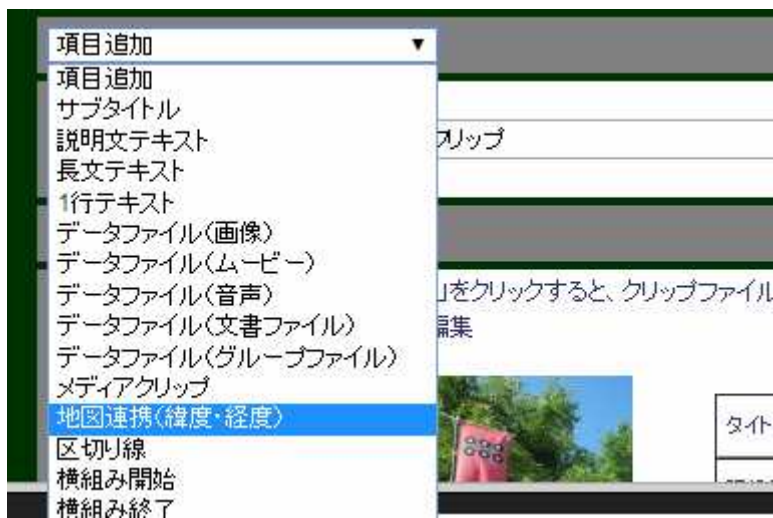 項目追加 ▼
項目追加
サブタイトル
説明文テキスト
長文テキスト
1行テキスト
データファイル(画像)
データファイル(ムービー)
データファイル(音声)
データファイル(文書ファイル)
データファイル(グループファイル)
メディアクリップ
地図連携(緯度・経度)
区切り線
横組み開始
横組み終了
クリップ
をクリックすると、クリップファイル
編集
タイト